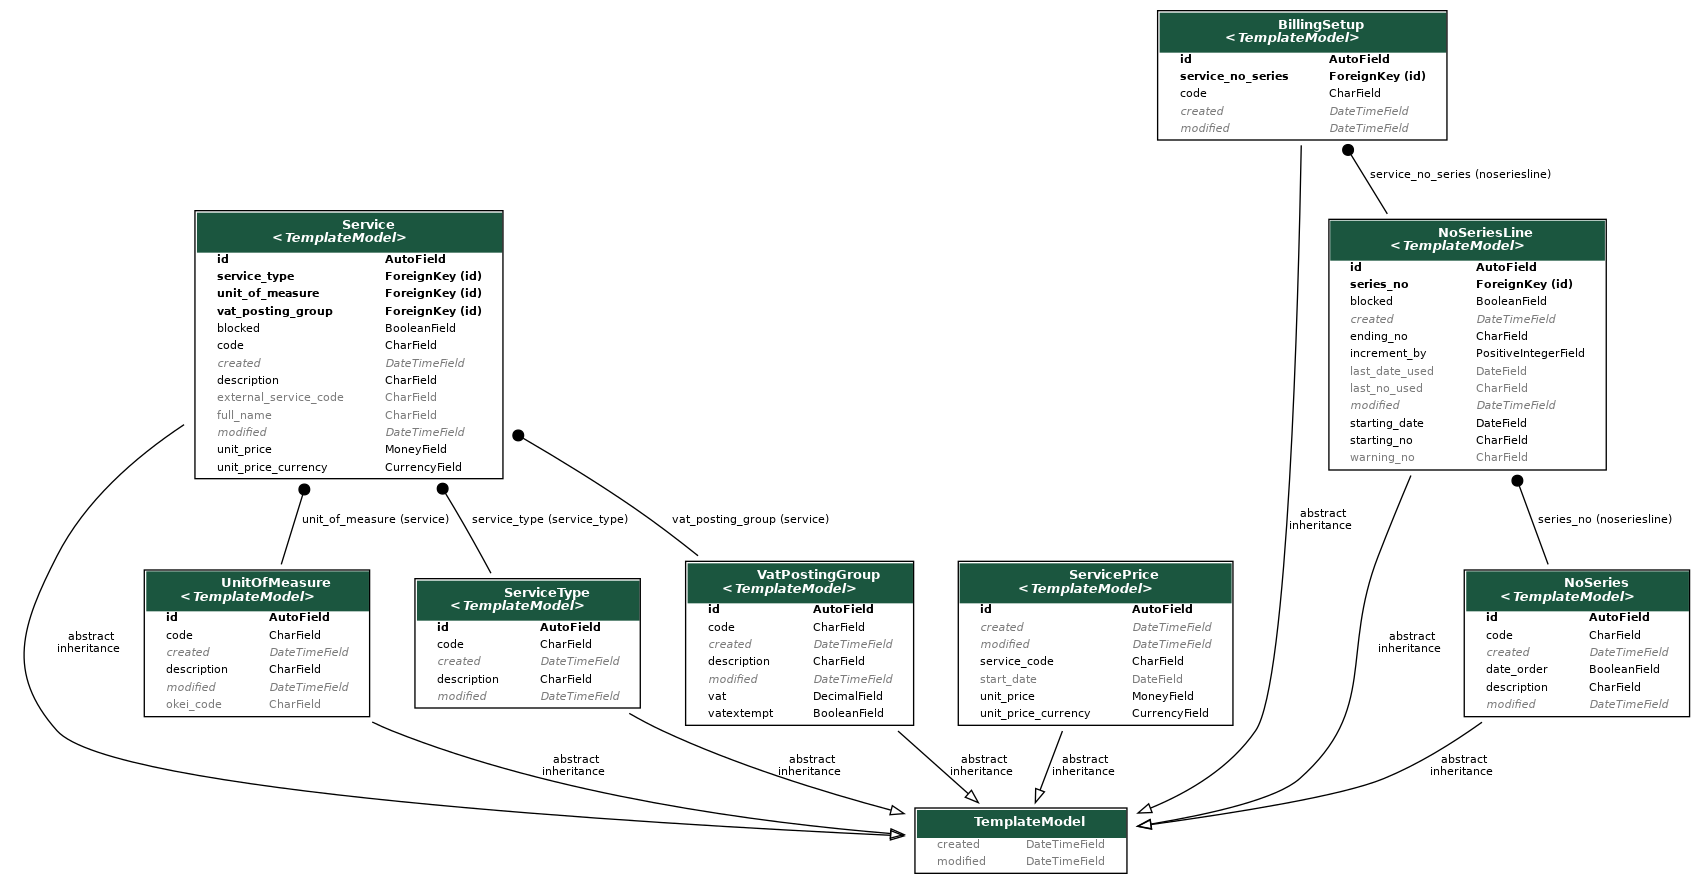 BillingSetup
<TemplateModel>
id AutoField
service_no_series ForeignKey (id)
code CharField
created DateTimeField
modified DateTimeField
service_no_series (noseriesline)
Service
<TemplateModel>
id AutoField
service_type ForeignKey (id)
unit_of_measure ForeignKey (id)
vat_posting_group ForeignKey (id)
blocked BooleanField
code CharField
created DateTimeField
description CharField
external_service_code CharField
full_name CharField
modified DateTimeField
unit_price MoneyField
unit_price_currency CurrencyField
NoSeriesLine
<TemplateModel>
id AutoField
series_no ForeignKey (id)
blocked BooleanField
created DateTimeField
ending_no CharField
increment_by PositiveIntegerField
last_date_used DateField
last_no_used CharField
modified DateTimeField
starting_date DateField
starting_no CharField
warning_no CharField
unit_of_measure (service)
service_type (service_type)
vat_posting_group (service)
abstract
inheritance
series_no (noseriesline)
abstract
inheritance
UnitOfMeasure
<TemplateModel>
id AutoField
code CharField
created DateTimeField
description CharField
modified DateTimeField
okei_code CharField
ServiceType
<TemplateModel>
id AutoField
code CharField
created DateTimeField
description CharField
modified DateTimeField
VatPostingGroup
<TemplateModel>
id AutoField
code CharField
created DateTimeField
description CharField
modified DateTimeField
vat DecimalField
vatextempt BooleanField
ServicePrice
<TemplateModel>
id AutoField
created DateTimeField
modified DateTimeField
service_code CharField
start_date DateField
unit_price MoneyField
unit_price_currency CurrencyField
abstract
inheritance
NoSeries
<TemplateModel>
id AutoField
code CharField
created DateTimeField
date_order BooleanField
description CharField
modified DateTimeField
abstract
inheritance
abstract
inheritance
abstract
inheritance
abstract
inheritance
abstract
inheritance
TemplateModel
created DateTimeField
modified DateTimeField